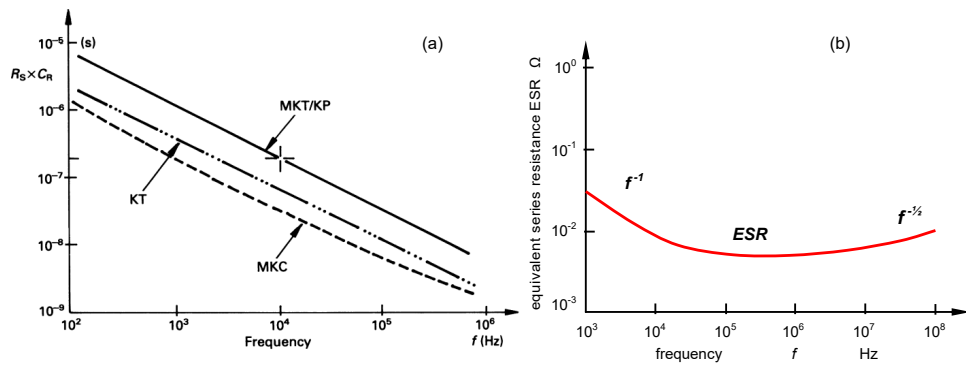 (a)
10⁻⁵ (s)
R_S×C_R
10⁻⁶
10⁻⁷
10⁻⁸
10⁻⁹
MKT/KP
KT
MKC
10² 10³ 10⁴ 10⁵ 10⁶
Frequency f (Hz)
(b)
equivalent series resistance ESR Ω
10⁰
10⁻¹
10⁻²
10⁻³
f⁻¹
ESR
f⁻½
10³ 10⁴ 10⁵ 10⁶ 10⁷ 10⁸
frequency f Hz